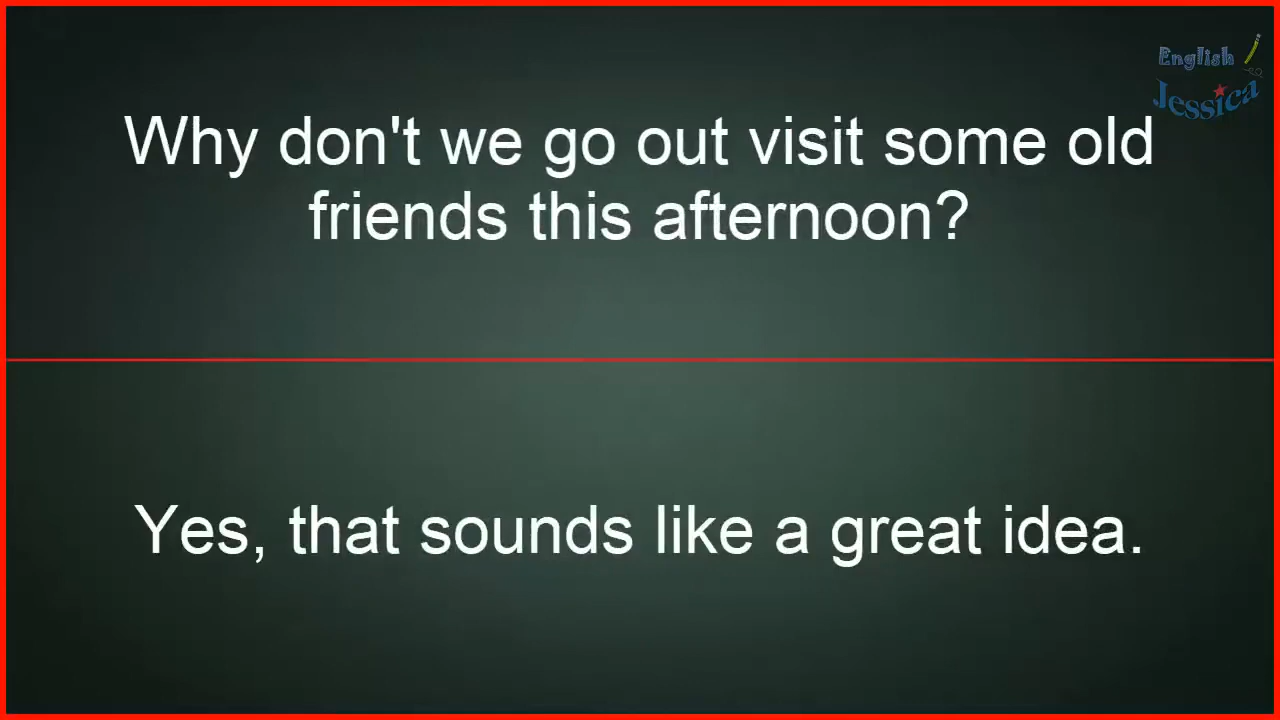 English
Jessica
Why don't we go out visit some old
friends this afternoon?
Yes, that sounds like a great idea.